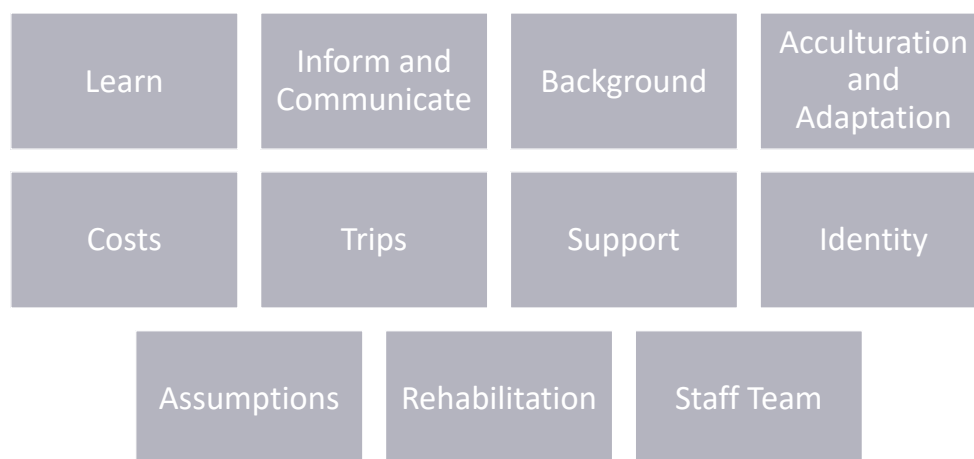 Learn
Inform and
Communicate
Background
Acculturation
and
Adaptation
Costs
Trips
Support
Identity
Assumptions
Rehabilitation
Staff Team